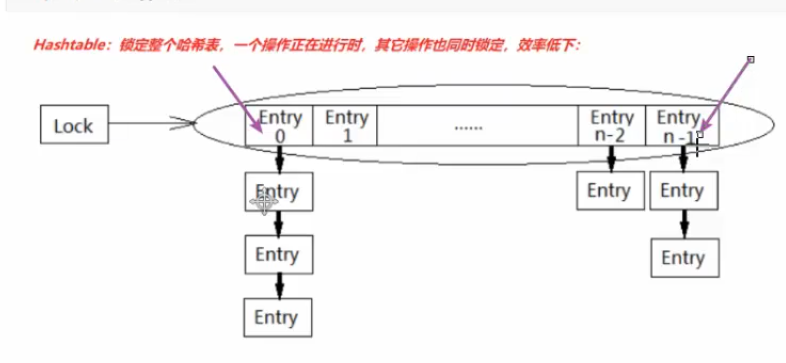 Hashtable：锁定整个哈希表，一个操作正在进行时，其它操作也同时锁定，效率低下：
Lock
Entry 0
Entry 1
......
Entry n-2
Entry n-1
Entry
Entry
Entry
Entry
Entry
Entry